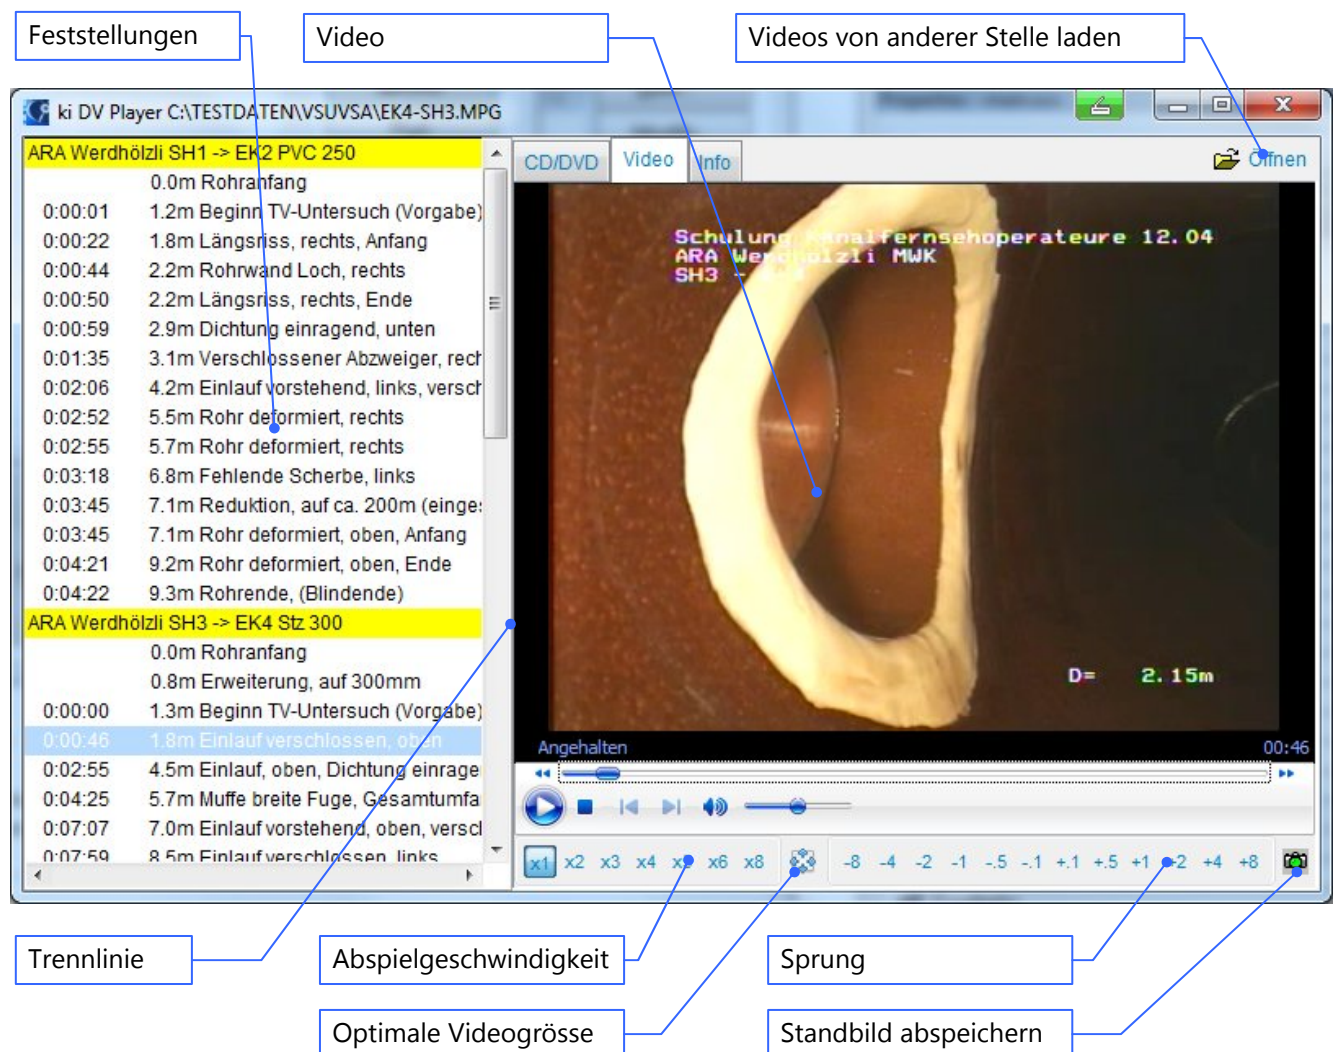 Feststellungen
Video
Videos von anderer Stelle laden
ki DV Player C:\TESTDATEN\VSUVSA\EK4-SH3.MPG
ARA Werdhölzli SH1 -> EK2 PVC 250
0.0m Rohranfang
0:00:01 1.2m Beginn TV-Untersuch (Vorgabe)
0:00:22 1.8m Längsriss, rechts, Anfang
0:00:44 2.2m Rohrwand Loch, rechts
0:00:50 2.2m Längsriss, rechts, Ende
0:00:59 2.9m Dichtung einragend, unten
0:01:35 3.1m Verschlossener Abzweiger, rech
0:02:06 4.2m Einlauf vorstehend, links, versch
0:02:52 5.5m Rohr deformiert, rechts
0:02:55 5.7m Rohr deformiert, rechts
0:03:18 6.8m Fehlende Scherbe, links
0:03:45 7.1m Reduktion, auf ca. 200m (einge
0:03:45 7.1m Rohr deformiert, oben, Anfang
0:04:21 9.2m Rohr deformiert, oben, Ende
0:04:22 9.3m Rohrende, (Blindende)
ARA Werdhölzli SH3 -> EK4 Stz 300
0.0m Rohranfang
0.8m Erweiterung, auf 300mm
0:00:00 1.3m Beginn TV-Untersuch (Vorgabe)
0:00:46 1.8m Einlauf verschlossen, oben
0:02:55 4.5m Einlauf, oben, Dichtung einrage
0:04:25 5.7m Muffe breite Fuge, Gesamtumfa
0:07:07 7.0m Einlauf vorstehend, oben, versc
0:07:59 8.5m Einlauf verschlossen, links
CD/DVD Video Info Öffnen
Schulung Kanalfernsehoperateure 12.04
ARA Werdhölzli MWK
SH3 -
D= 2.15m
Angehalten 00:46
x1 x2 x3 x4 x6 x8 -8 -4 -2 -1 -.5 -.1 +.1 +.5 +1 +2 +4 +8
Trennlinie
Abspielgeschwindigkeit
Sprung
Optimale Videogrösse
Standbild abspeichern